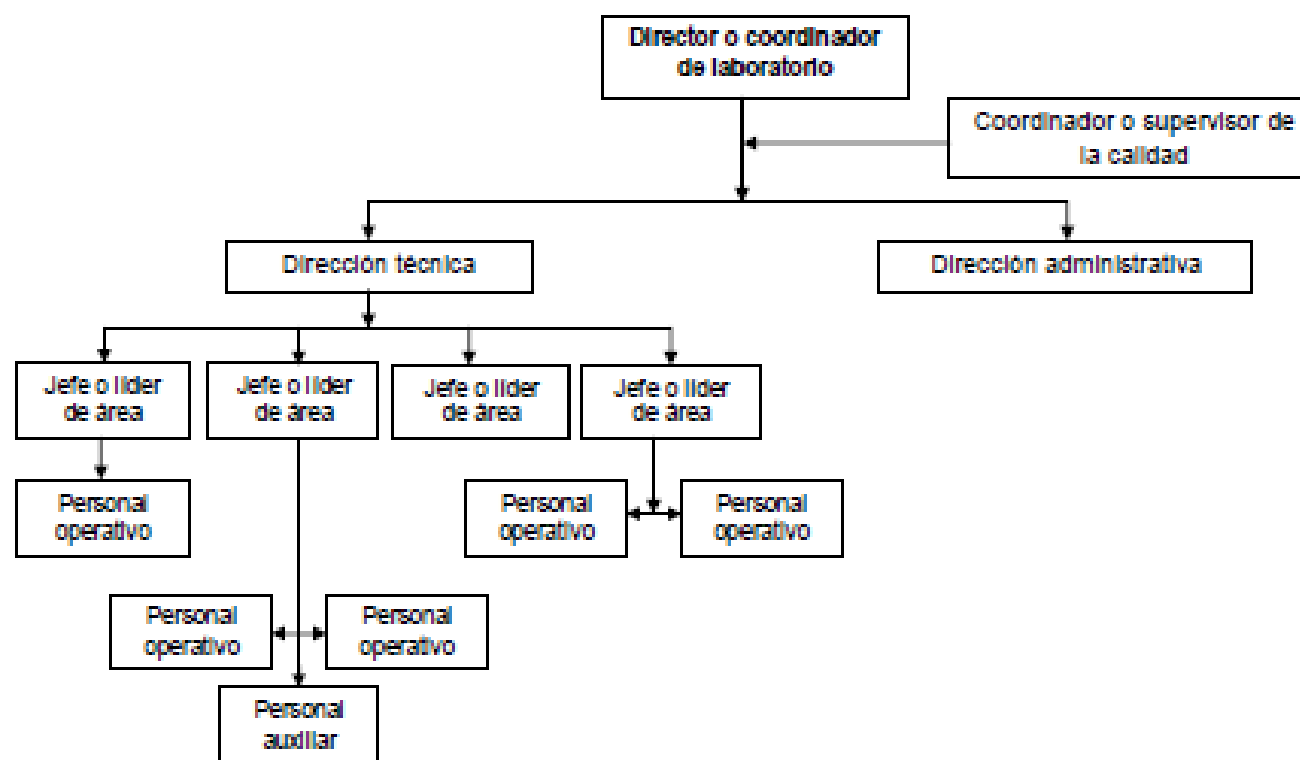 Director o coordinador
de laboratorio
Coordinador o supervisor de
la calidad
Dirección técnica
Dirección administrativa
Jefe o líder
de área
Jefe o líder
de área
Jefe o líder
de área
Jefe o líder
de área
Personal
operativo
Personal
operativo
Personal
operativo
Personal
operativo
Personal
operativo
Personal
auxiliar